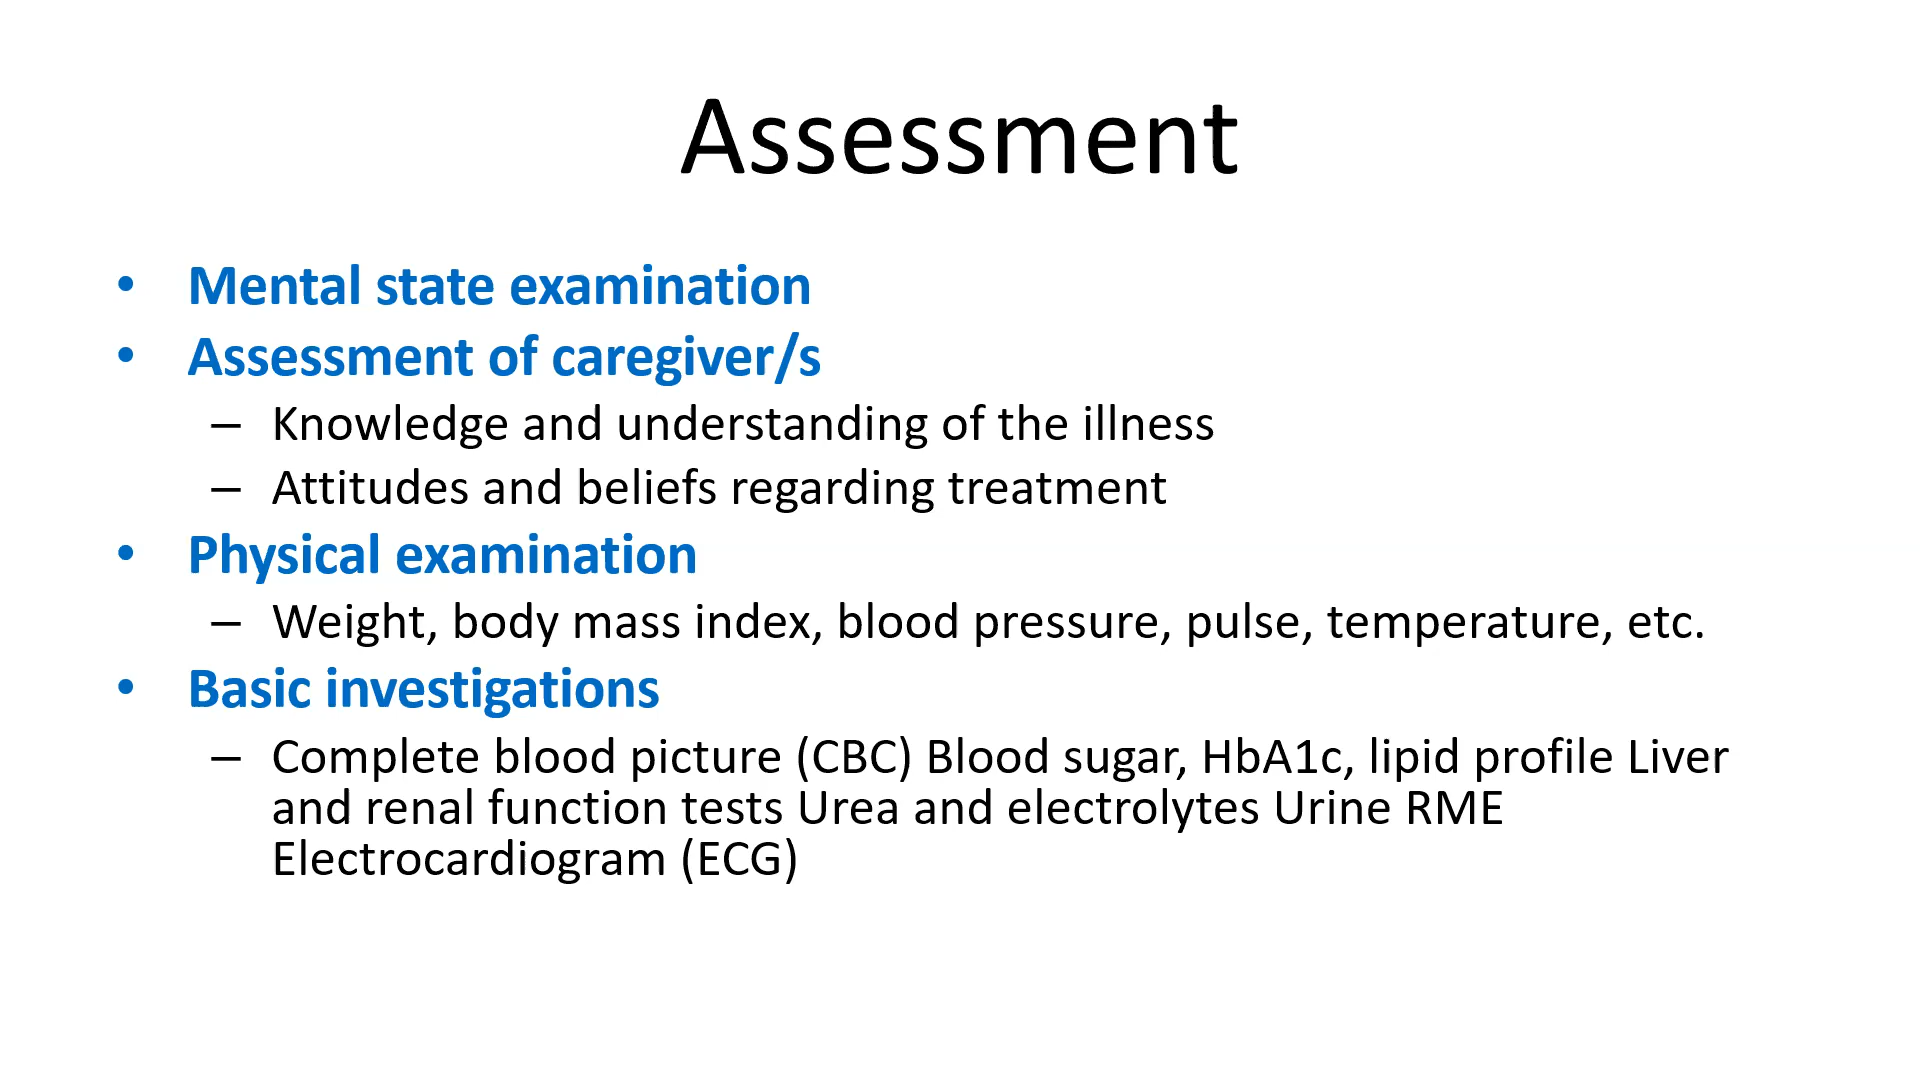 Assessment
• Mental state examination
• Assessment of caregiver/s
– Knowledge and understanding of the illness
– Attitudes and beliefs regarding treatment
• Physical examination
– Weight, body mass index, blood pressure, pulse, temperature, etc.
• Basic investigations
– Complete blood picture (CBC) Blood sugar, HbA1c, lipid profile Liver
and renal function tests Urea and electrolytes Urine RME
Electrocardiogram (ECG)